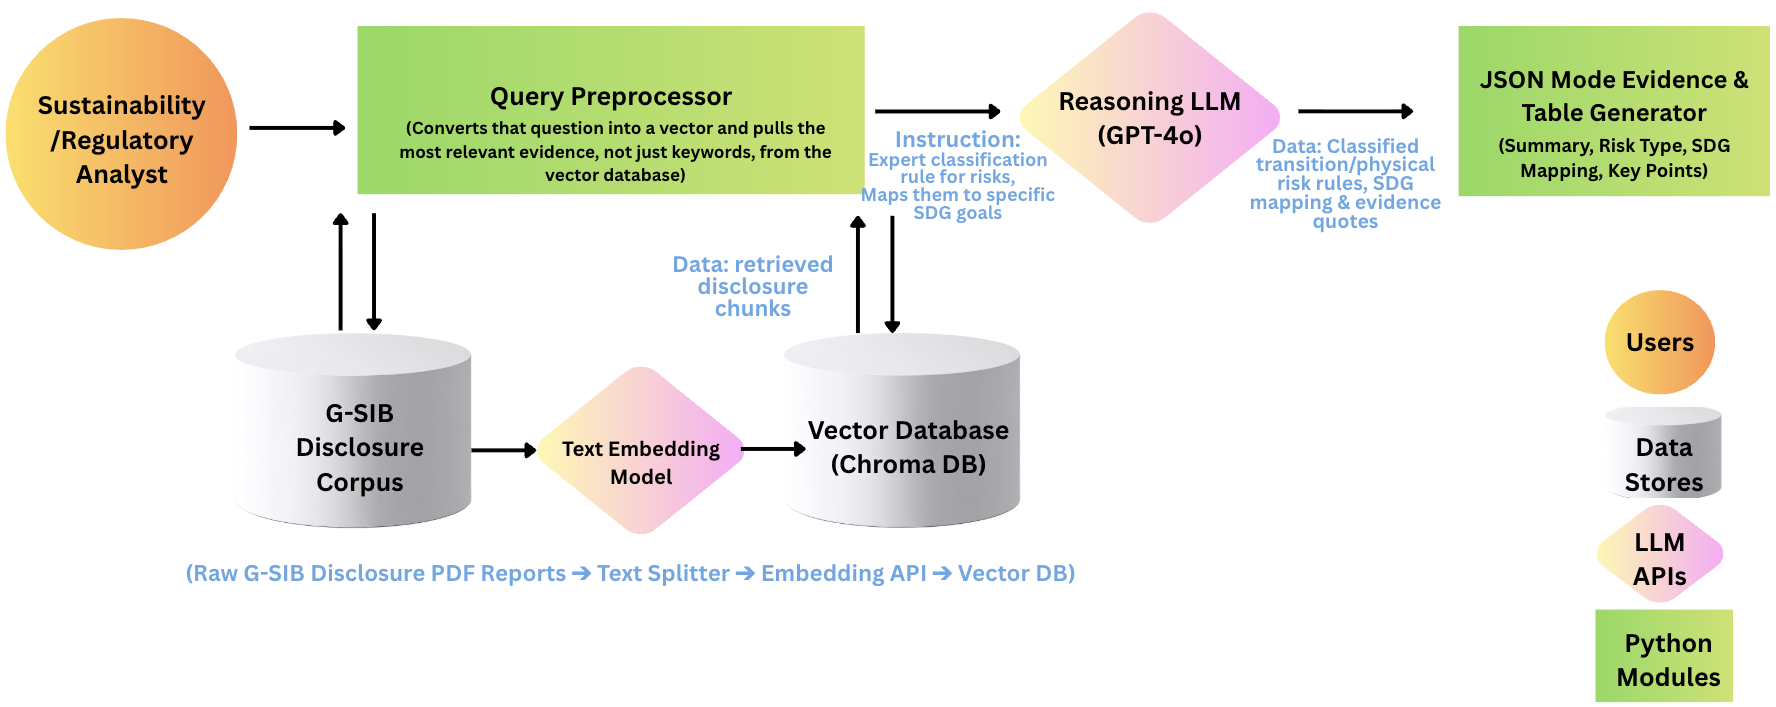 Sustainability
/Regulatory
Analyst
Query Preprocessor
(Converts that question into a vector and pulls the
most relevant evidence, not just keywords, from the
vector database)
Instruction:
Expert classification
rule for risks,
Maps them to specific
SDG goals
Reasoning LLM
(GPT-4o)
Data: Classified
transition/physical
risk rules, SDG
mapping & evidence
quotes
JSON Mode Evidence &
Table Generator
(Summary, Risk Type, SDG
Mapping, Key Points)
Data: retrieved
disclosure
chunks
G-SIB
Disclosure
Corpus
Text Embedding
Model
Vector Database
(Chroma DB)
(Raw G-SIB Disclosure PDF Reports ➔ Text Splitter ➔ Embedding API ➔ Vector DB)
Users
Data
Stores
LLM
APIs
Python
Modules